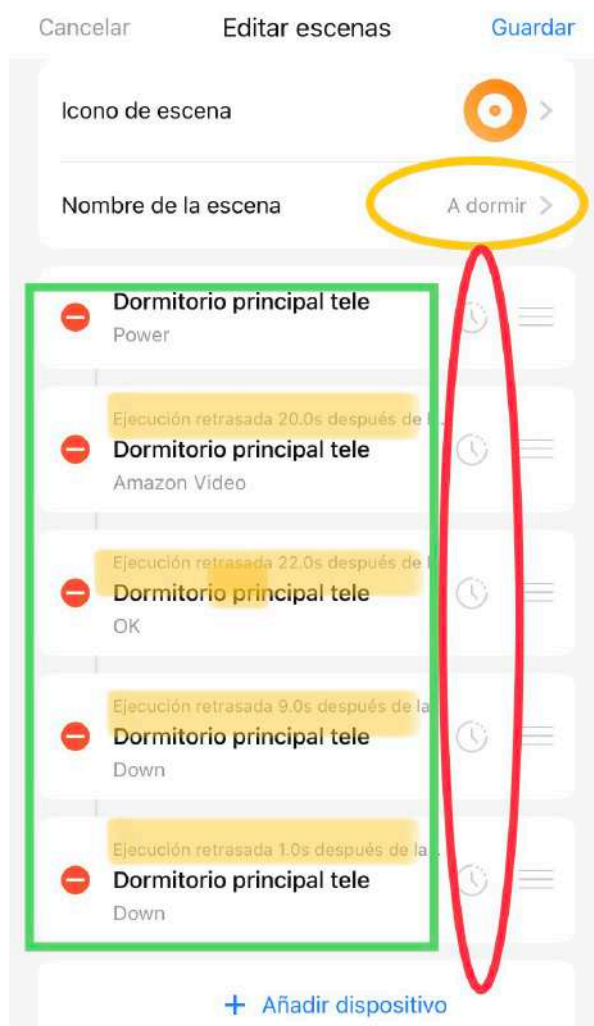 Cancelar Editar escenas Guardar
Icono de escena
Nombre de la escena A dormir
Dormitorio principal tele
Power
Ejecución retrasada 20.0s después de l...
Dormitorio principal tele
Amazon Video
Ejecución retrasada 22.0s después de l
Dormitorio principal tele
OK
Ejecución retrasada 9.0s después de la
Dormitorio principal tele
Down
Ejecución retrasada 1.0s después de la...
Dormitorio principal tele
Down
+ Añadir dispositivo